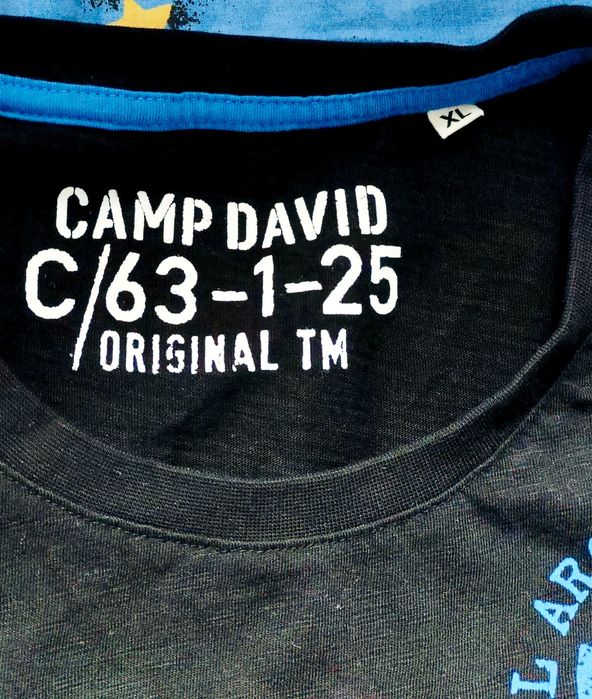 XL
CAMP DAVID
C/63-1-25
ORIGINAL TM